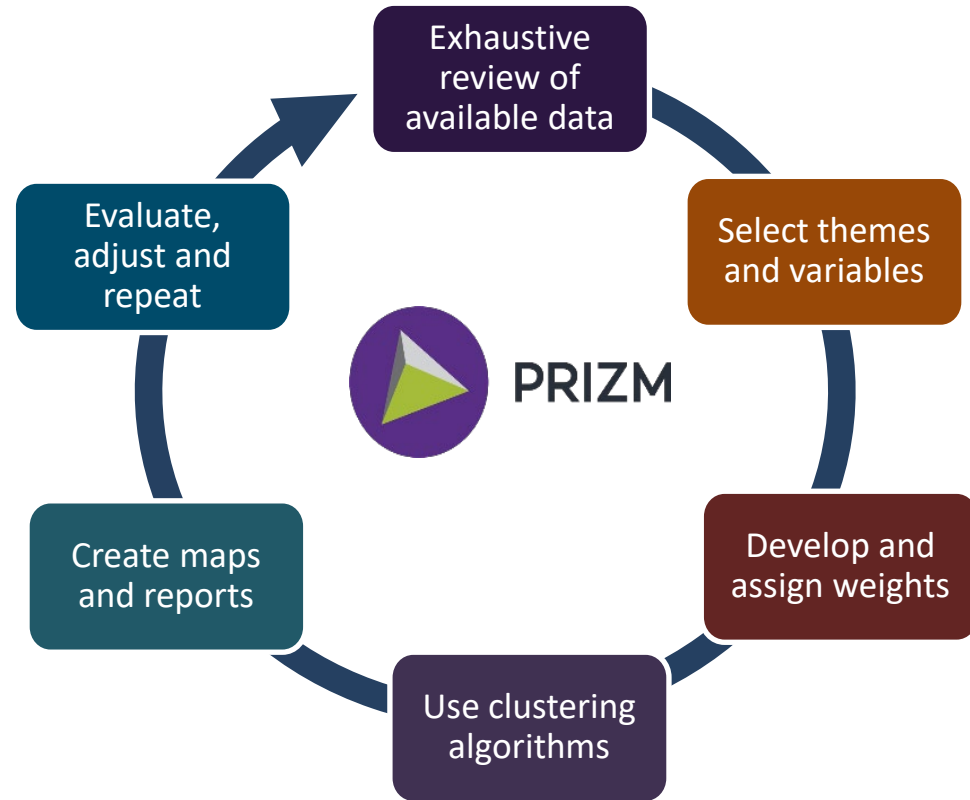 Exhaustive
review of
available data
Select themes
and variables
Develop and
assign weights
Use clustering
algorithms
Create maps
and reports
Evaluate,
adjust and
repeat
PRIZM